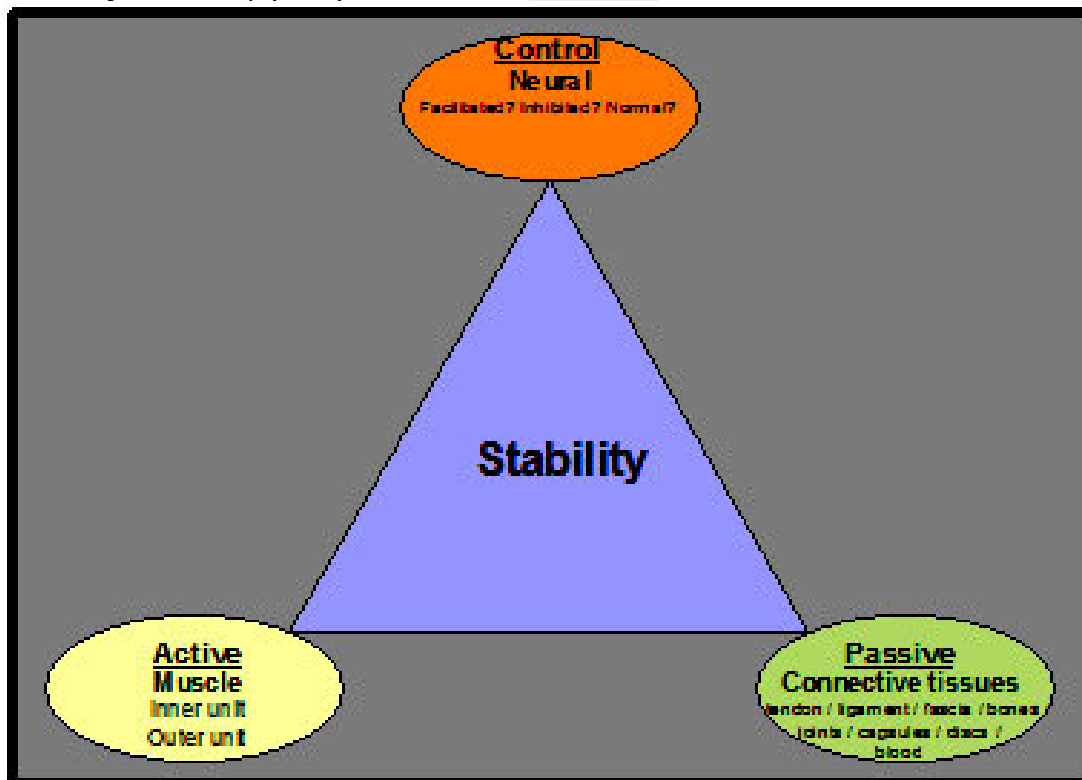 Control
Neural
Facilitated? Inhibited? Normal?
Stability
Active
Muscle
Inner unit
Outer unit
Passive
Connective tissues
tendon / ligament / fascia / bones /
joints / capsules / discs /
blood